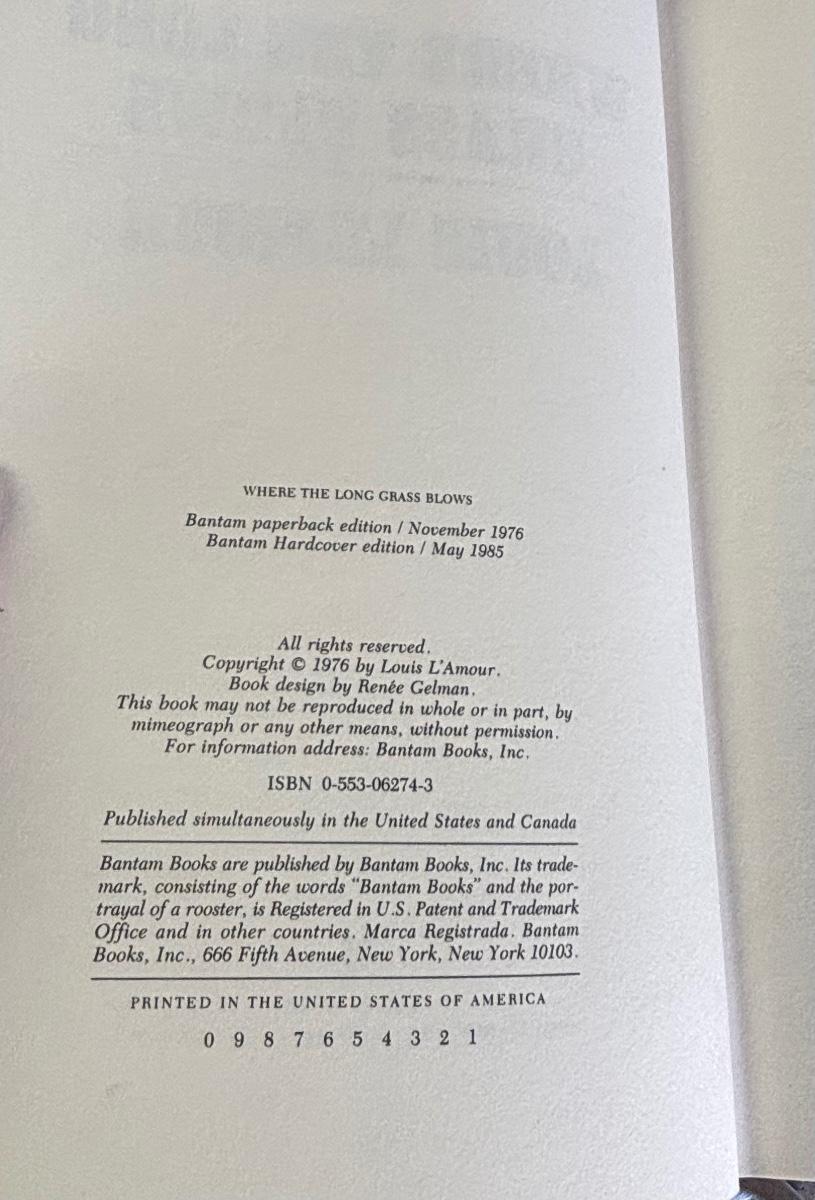 WHERE THE LONG GRASS BLOWS
Bantam paperback edition / November 1976
Bantam Hardcover edition / May 1985
All rights reserved.
Copyright © 1976 by Louis L'Amour.
Book design by Renée Gelman.
This book may not be reproduced in whole or in part, by
mimeograph or any other means, without permission.
For information address: Bantam Books, Inc.
ISBN 0-553-06274-3
Published simultaneously in the United States and Canada
Bantam Books are published by Bantam Books, Inc. Its trade-
mark, consisting of the words "Bantam Books" and the por-
trayal of a rooster, is Registered in U.S. Patent and Trademark
Office and in other countries. Marca Registrada. Bantam
Books, Inc., 666 Fifth Avenue, New York, New York 10103.
PRINTED IN THE UNITED STATES OF AMERICA
0 9 8 7 6 5 4 3 2 1